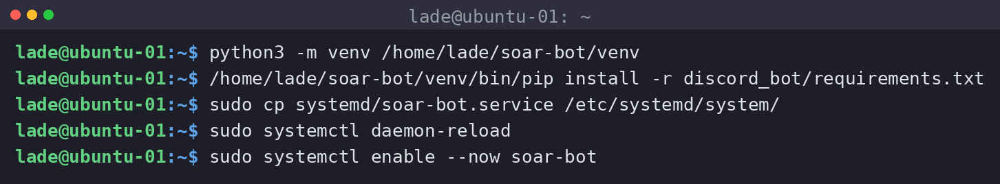 lade@ubuntu-01: ~
lade@ubuntu-01:~$ python3 -m venv /home/lade/soar-bot/venv
lade@ubuntu-01:~$ /home/lade/soar-bot/venv/bin/pip install -r discord_bot/requirements.txt
lade@ubuntu-01:~$ sudo cp systemd/soar-bot.service /etc/systemd/system/
lade@ubuntu-01:~$ sudo systemctl daemon-reload
lade@ubuntu-01:~$ sudo systemctl enable --now soar-bot